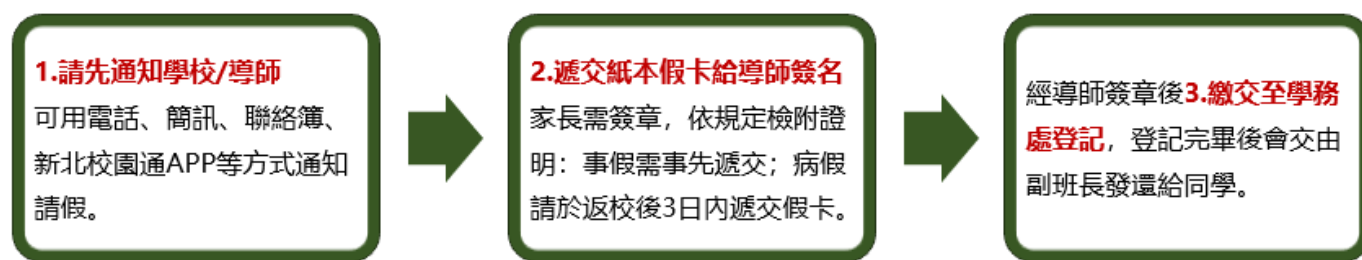 1.請先通知學校/導師
可用電話、簡訊、聯絡簿、
新北校園通APP等方式通知
請假。
2.遞交紙本假卡給導師簽名
家長需簽章，依規定檢附證
明：事假需事先遞交；病假
請於返校後3日內遞交假卡。
經導師簽章後3.繳交至學務
處登記，登記完畢後會交由
副班長發還給同學。